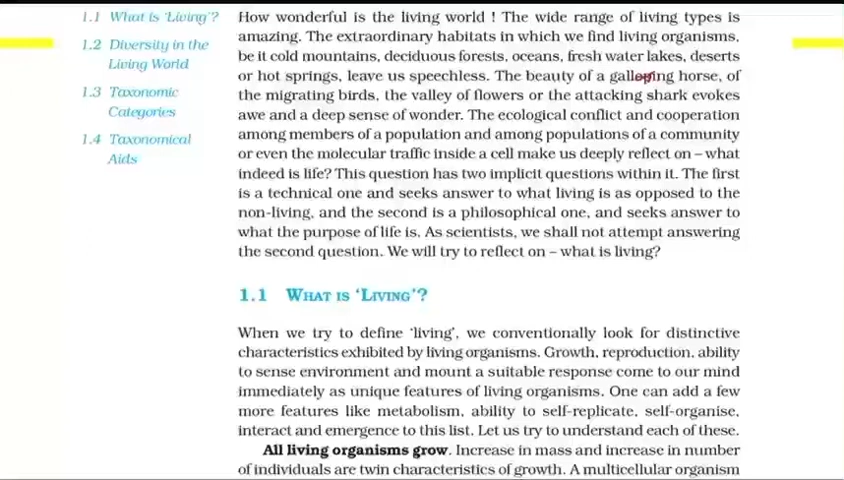 1.1 What is 'Living'?
1.2 Diversity in the
Living World
1.3 Taxonomic
Categories
1.4 Taxonomical
Aids
How wonderful is the living world ! The wide range of living types is
amazing. The extraordinary habitats in which we find living organisms,
be it cold mountains, deciduous forests, oceans, fresh water lakes, deserts
or hot springs, leave us speechless. The beauty of a galloping horse, of
the migrating birds, the valley of flowers or the attacking shark evokes
awe and a deep sense of wonder. The ecological conflict and cooperation
among members of a population and among populations of a community
or even the molecular traffic inside a cell make us deeply reflect on – what
indeed is life? This question has two implicit questions within it. The first
is a technical one and seeks answer to what living is as opposed to the
non-living, and the second is a philosophical one, and seeks answer to
what the purpose of life is. As scientists, we shall not attempt answering
the second question. We will try to reflect on – what is living?
1.1 What is 'Living'?
When we try to define 'living', we conventionally look for distinctive
characteristics exhibited by living organisms. Growth, reproduction, ability
to sense environment and mount a suitable response come to our mind
immediately as unique features of living organisms. One can add a few
more features like metabolism, ability to self-replicate, self-organise,
interact and emergence to this list. Let us try to understand each of these.
All living organisms grow. Increase in mass and increase in number
of individuals are twin characteristics of growth. A multicellular organism